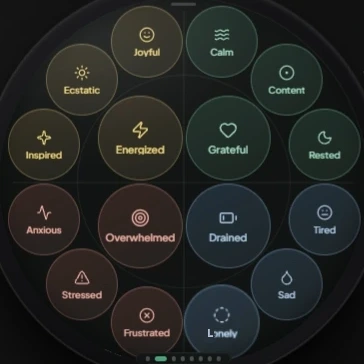 Joyful
Calm
Ecstatic
Content
Inspired
Energized
Grateful
Rested
Anxious
Overwhelmed
Drained
Tired
Stressed
Sad
Frustrated
Lonely